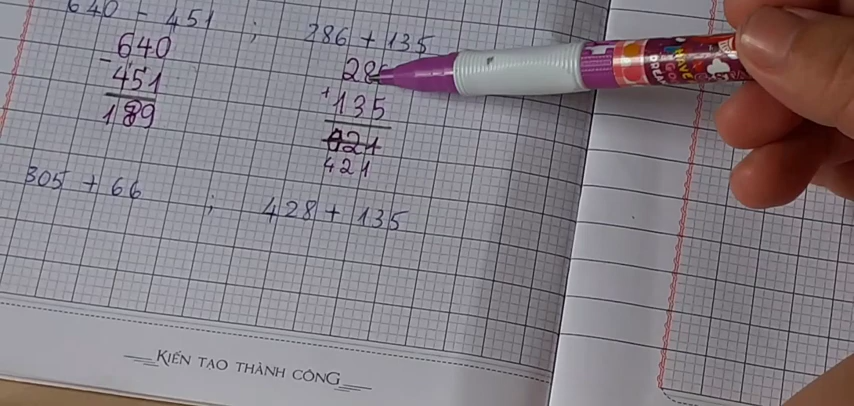 640 - 451 ; 286 + 135
640
- 451
189
28
+ 135
421
421
305 + 66 ; 428 + 135
KIẾN TẠO THÀNH CÔNG